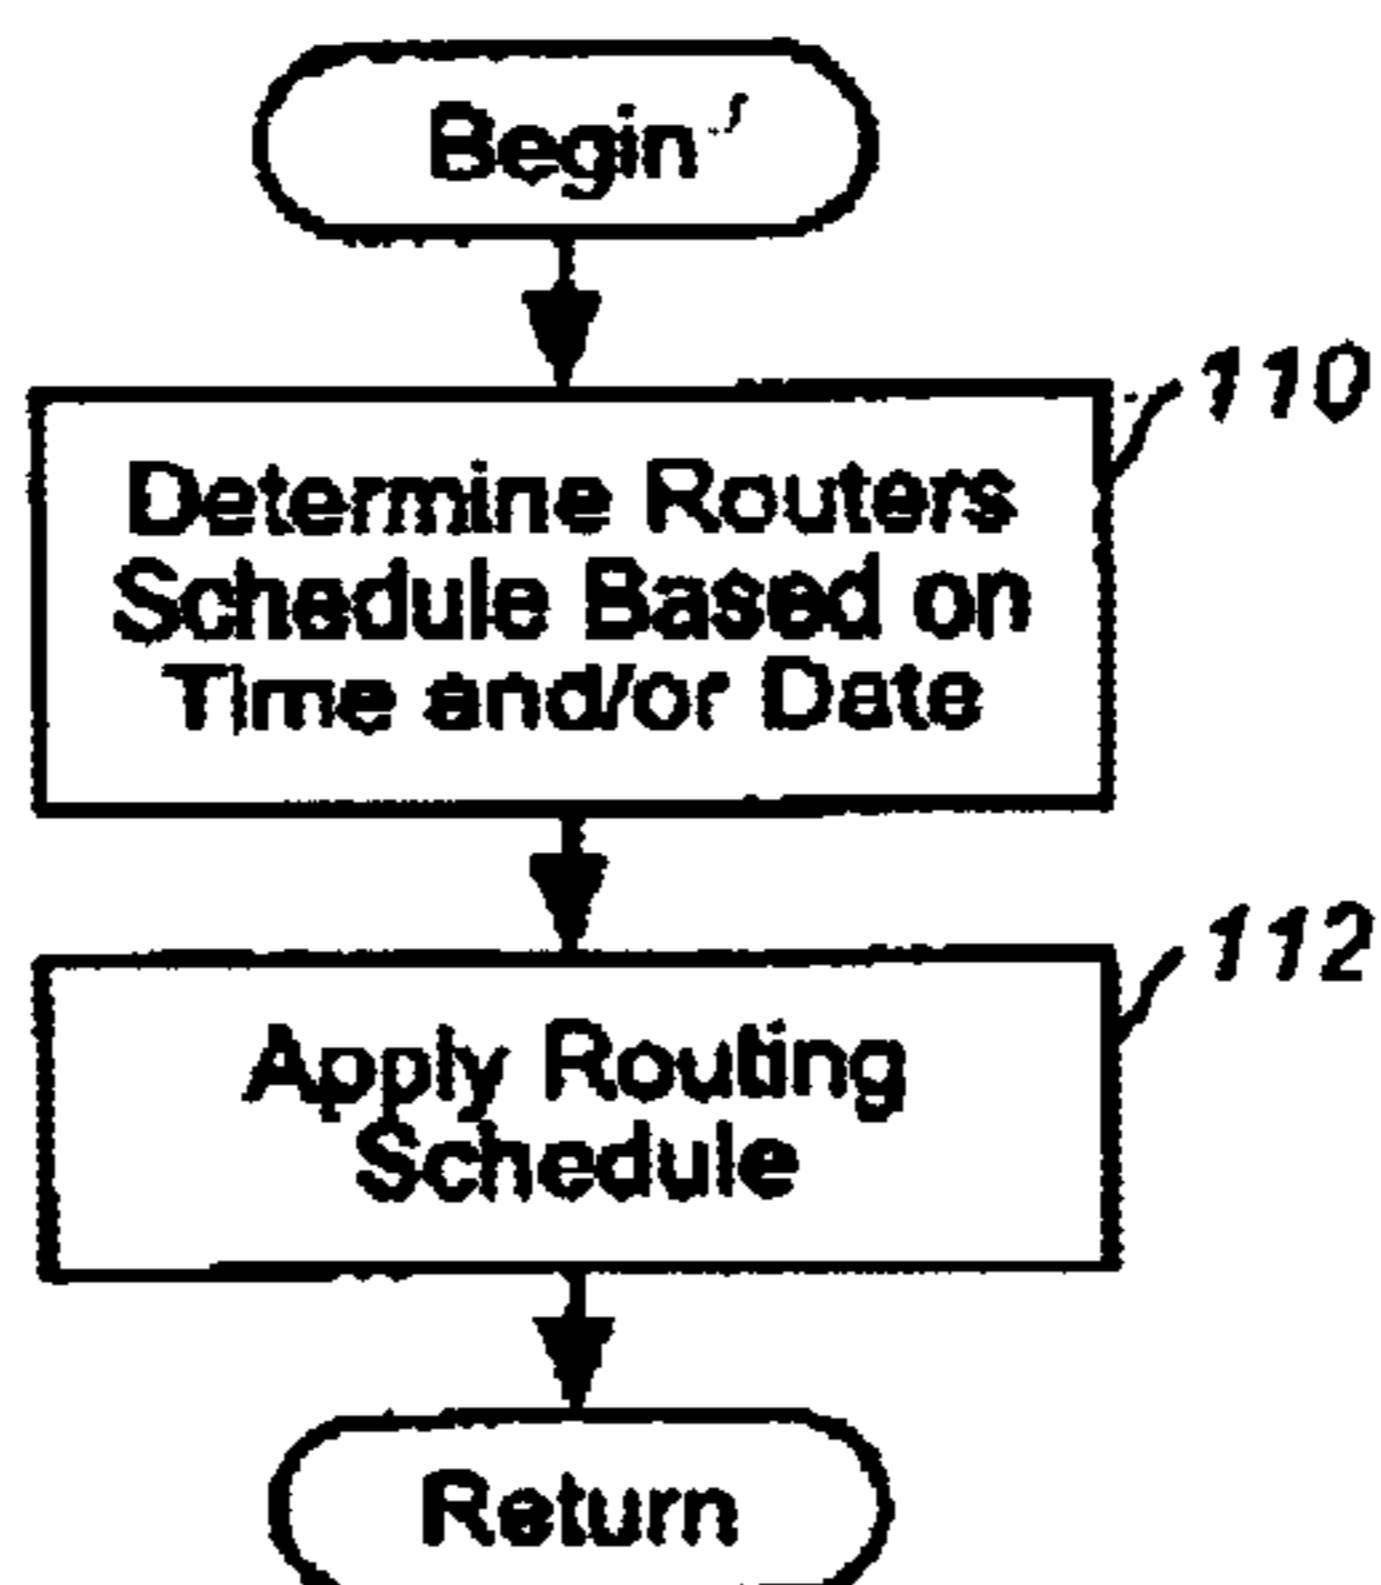 Begin
110
Determine Routers
Schedule Based on
Time and/or Date
112
Apply Routing
Schedule
Return